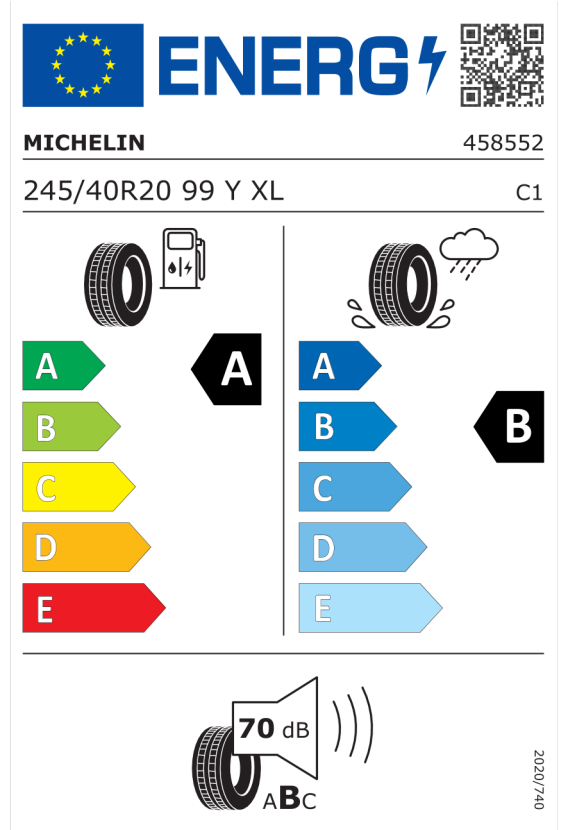 ENERG
MICHELIN 458552
245/40R20 99 Y XL C1
A A
B
C
D
E
A
B B
C
D
E
70 dB
ABC
2020/740